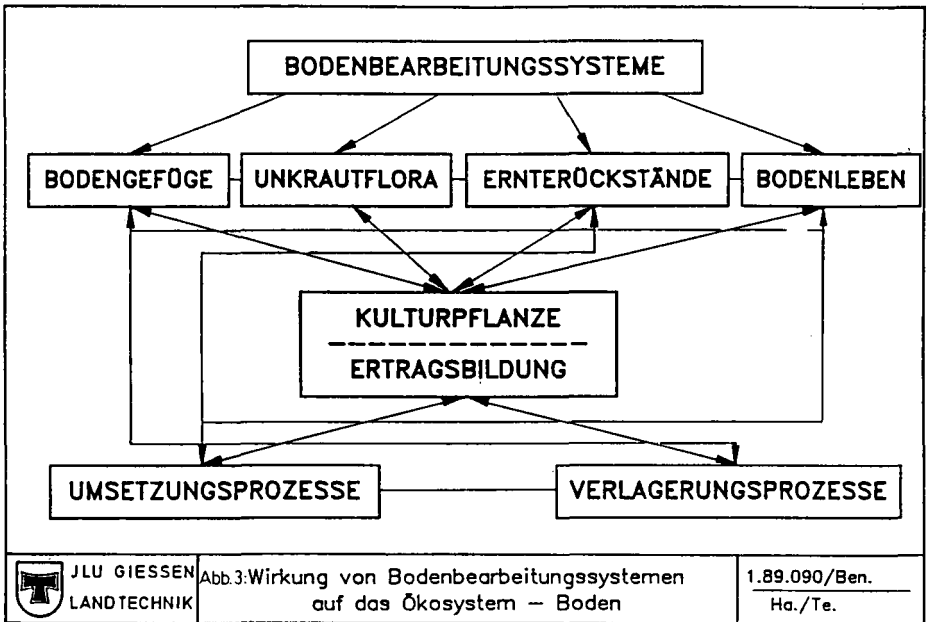 BODENBEARBEITUNGSSYSTEME
BODENGEFÜGE UNKRAUTFLORA ERNTERÜCKSTÄNDE BODENLEBEN
KULTURPFLANZE
ERTRAGSBILDUNG
UMSETZUNGSPROZESSE VERLAGERUNGSPROZESSE
JLU GIESSEN
LANDTECHNIK
Abb.3:Wirkung von Bodenbearbeitungssystemen
auf das Ökosystem – Boden
1.89.090/Ben.
Ha./Te.